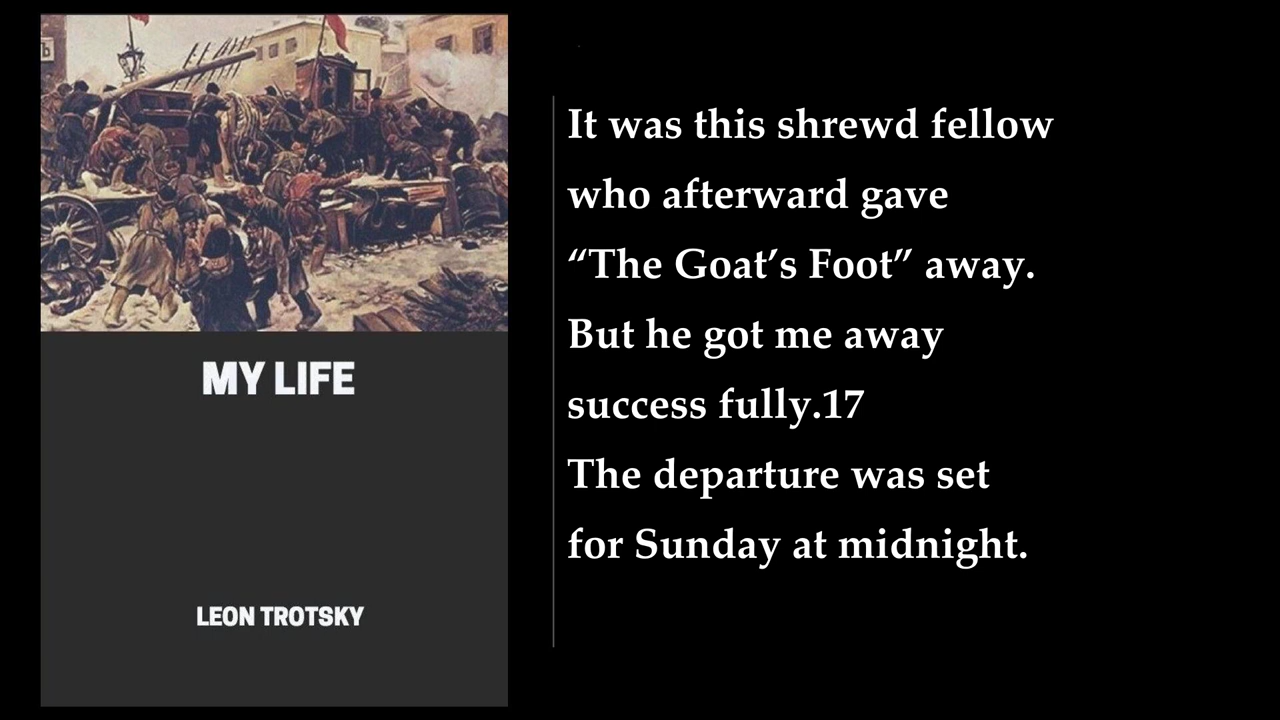 Ъ
MY LIFE
LEON TROTSKY
It was this shrewd fellow
who afterward gave
“The Goat’s Foot” away.
But he got me away
success fully.17
The departure was set
for Sunday at midnight.